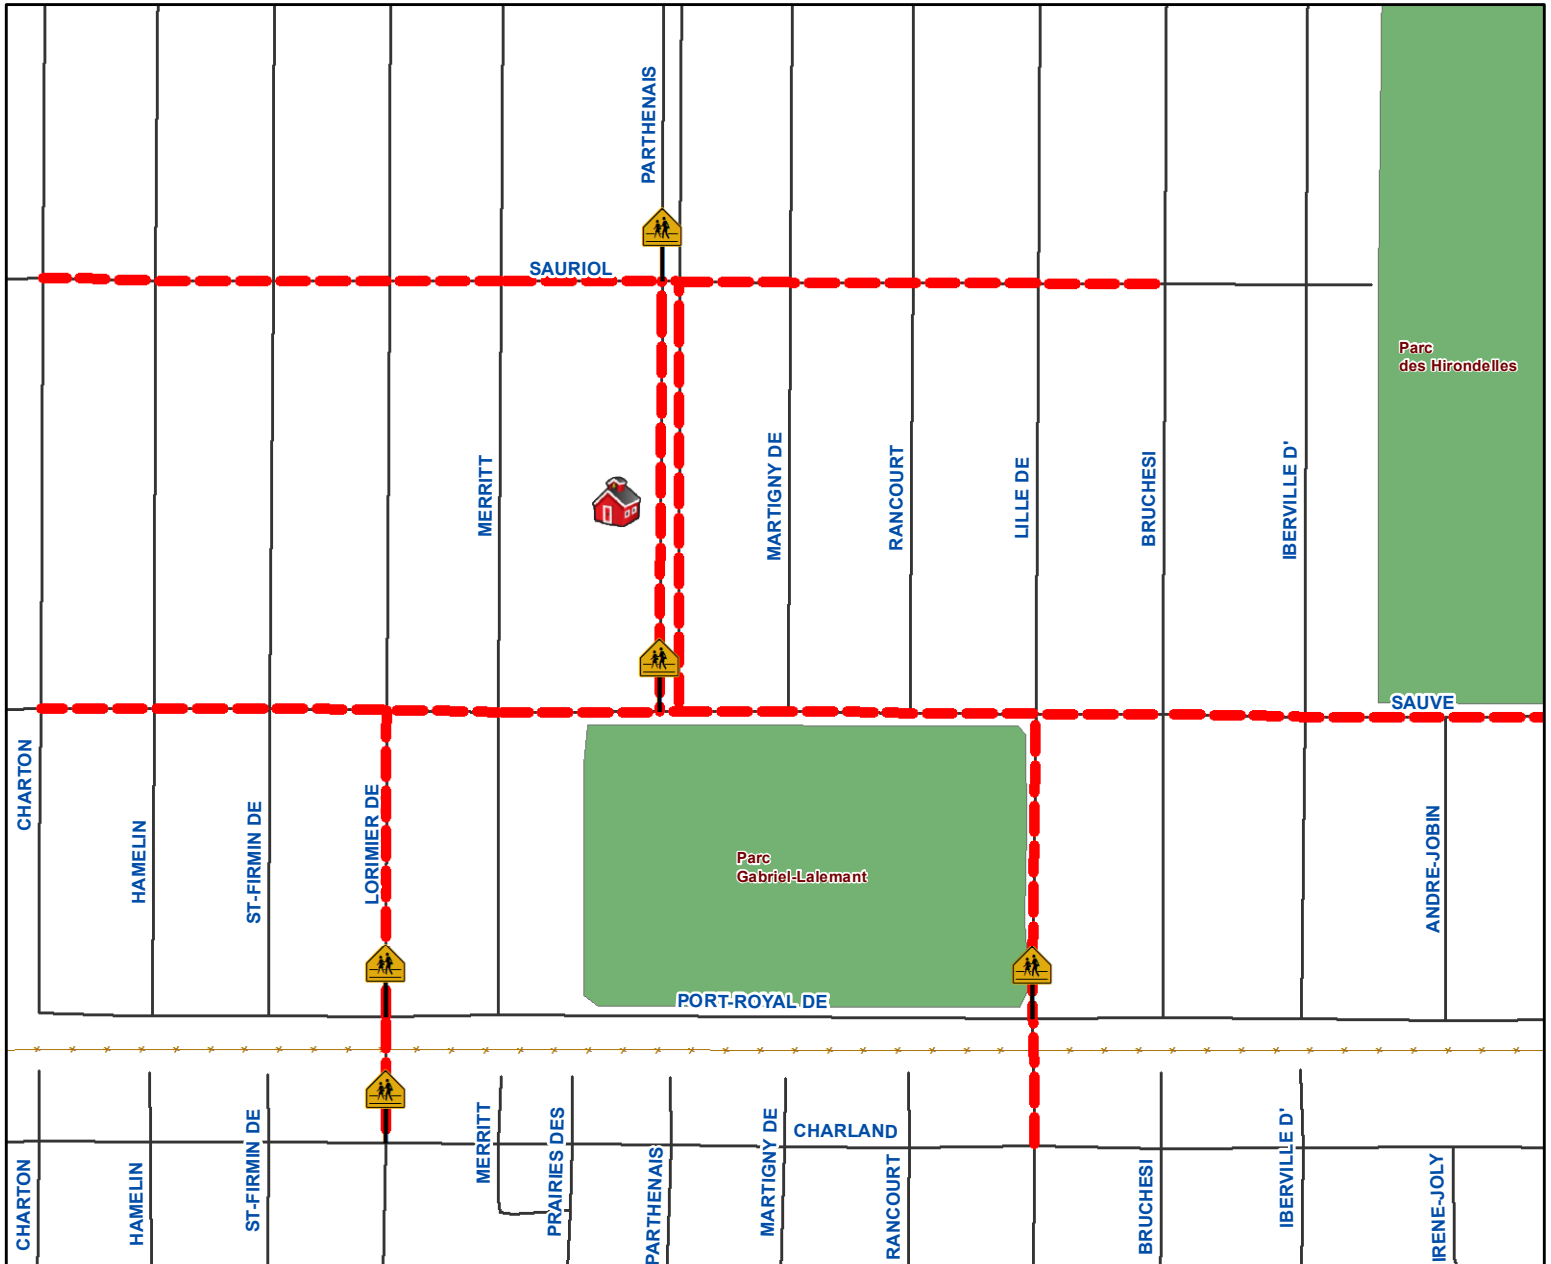 PARTHENAIS
SAURIOL
Parc
des Hirondelles
MERRITT
MARTIGNY DE
RANCOURT
LILLE DE
BRUCHESI
IBERVILLE D'
SAUVE
CHARTON
HAMELIN
ST-FIRMIN DE
LORIMIER DE
Parc
Gabriel-Lalemant
ANDRE-JOBIN
PORT-ROYAL DE
CHARLAND
CHARTON
HAMELIN
ST-FIRMIN DE
MERRITT
PRAIRIES DES
PARTHENAIS
MARTIGNY DE
RANCOURT
BRUCHESI
IBERVILLE D'
IRENE-JOLY